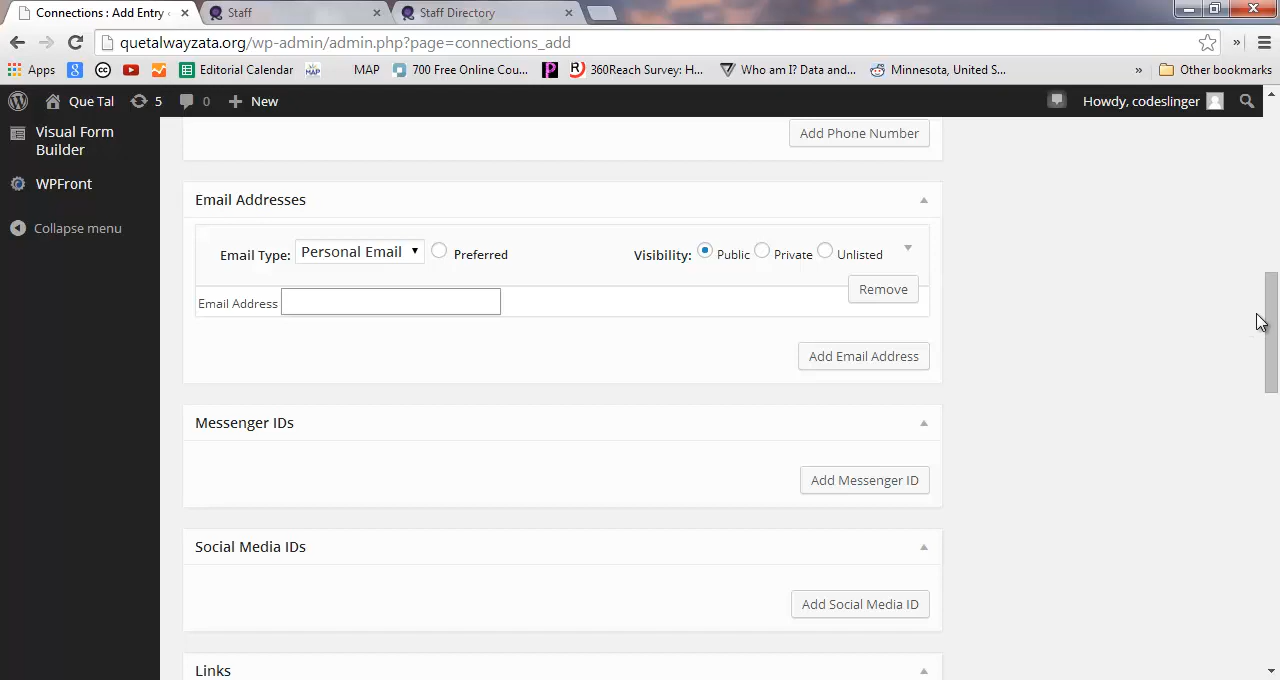 Connections : Add Entry
Staff
Staff Directory
quetalwayzata.org/wp-admin/admin.php?page=connections_add
Apps
Editorial Calendar
MAP
MAP
700 Free Online Cou...
360Reach Survey: H...
Who am I? Data and...
Minnesota, United S...
»
Other bookmarks
Que Tal
5
0
New
Howdy, codeslinger
Visual Form
Builder
WPFront
Collapse menu
Add Phone Number
Email Addresses
Email Type: Personal Email Preferred Visibility: Public Private Unlisted
Remove
Email Address
Add Email Address
Messenger IDs
Add Messenger ID
Social Media IDs
Add Social Media ID
Links